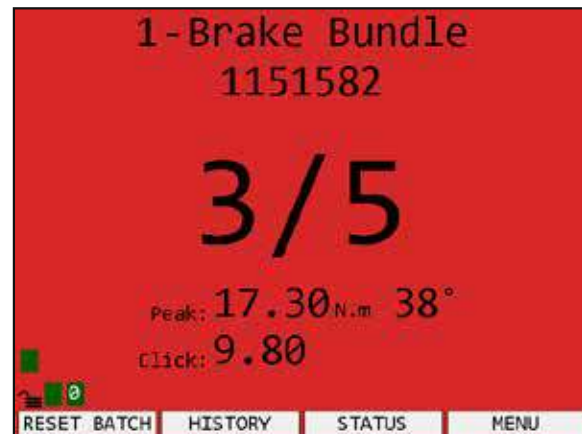 1-Brake Bundle
1151582
3/5
Peak: 17.30 N.m 38°
Click: 9.80
0
RESET BATCH HISTORY STATUS MENU